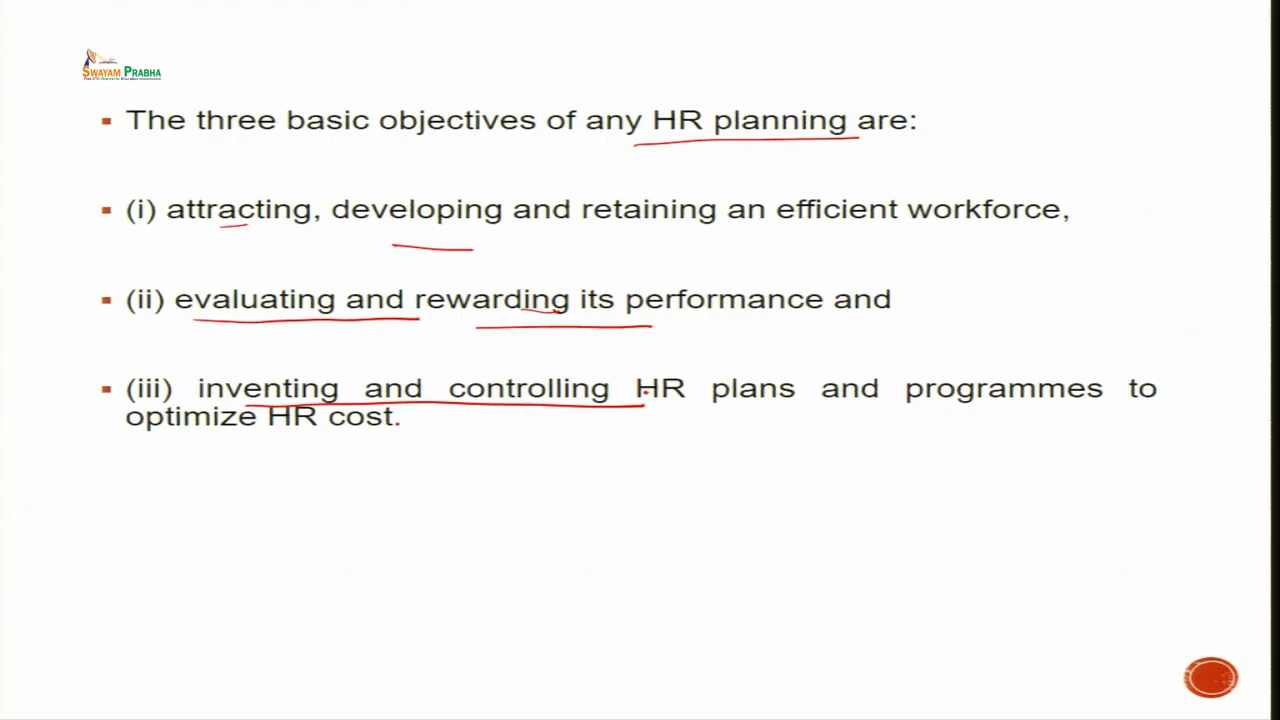 SWAYAM PRABHA
The three basic objectives of any HR planning are:
(i) attracting, developing and retaining an efficient workforce,
(ii) evaluating and rewarding its performance and
(iii) inventing and controlling HR plans and programmes to
optimize HR cost.